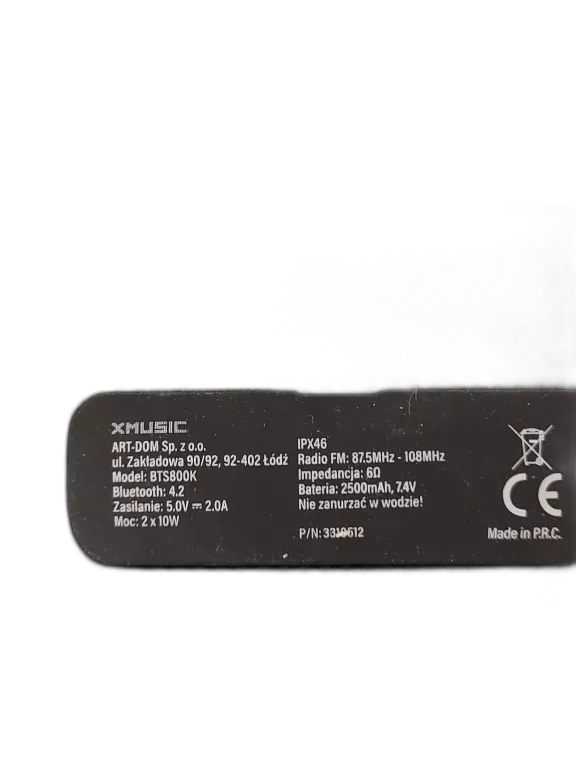 XMUSIC
ART-DOM Sp. z o.o.
ul. Zakładowa 90/92, 92-402 Łódź
Model: BTS800K
Bluetooth: 4.2
Zasilanie: 5.0V ⎓ 2.0A
Moc: 2 x 10W
IPX46
Radio FM: 87.5MHz - 108MHz
Impedancja: 6Ω
Bateria: 2500mAh, 7.4V
Nie zanurzać w wodzie!
P/N:
CE
Made in P.R.C.